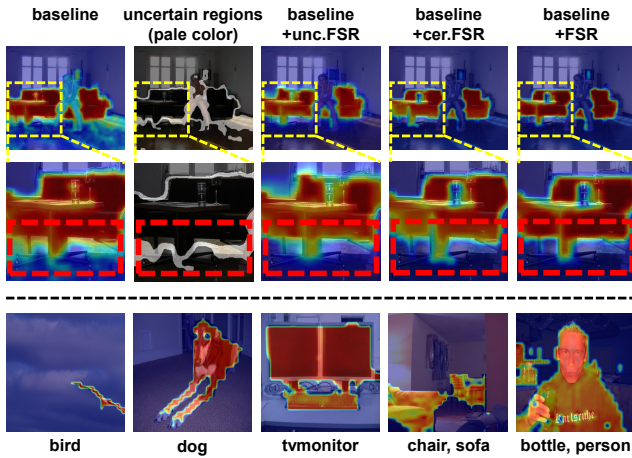 baseline
uncertain regions
(pale color)
baseline
+unc.FSR
baseline
+cer.FSR
baseline
+FSR
bird
dog
tvmonitor
chair, sofa
bottle, person
Karlsruhe